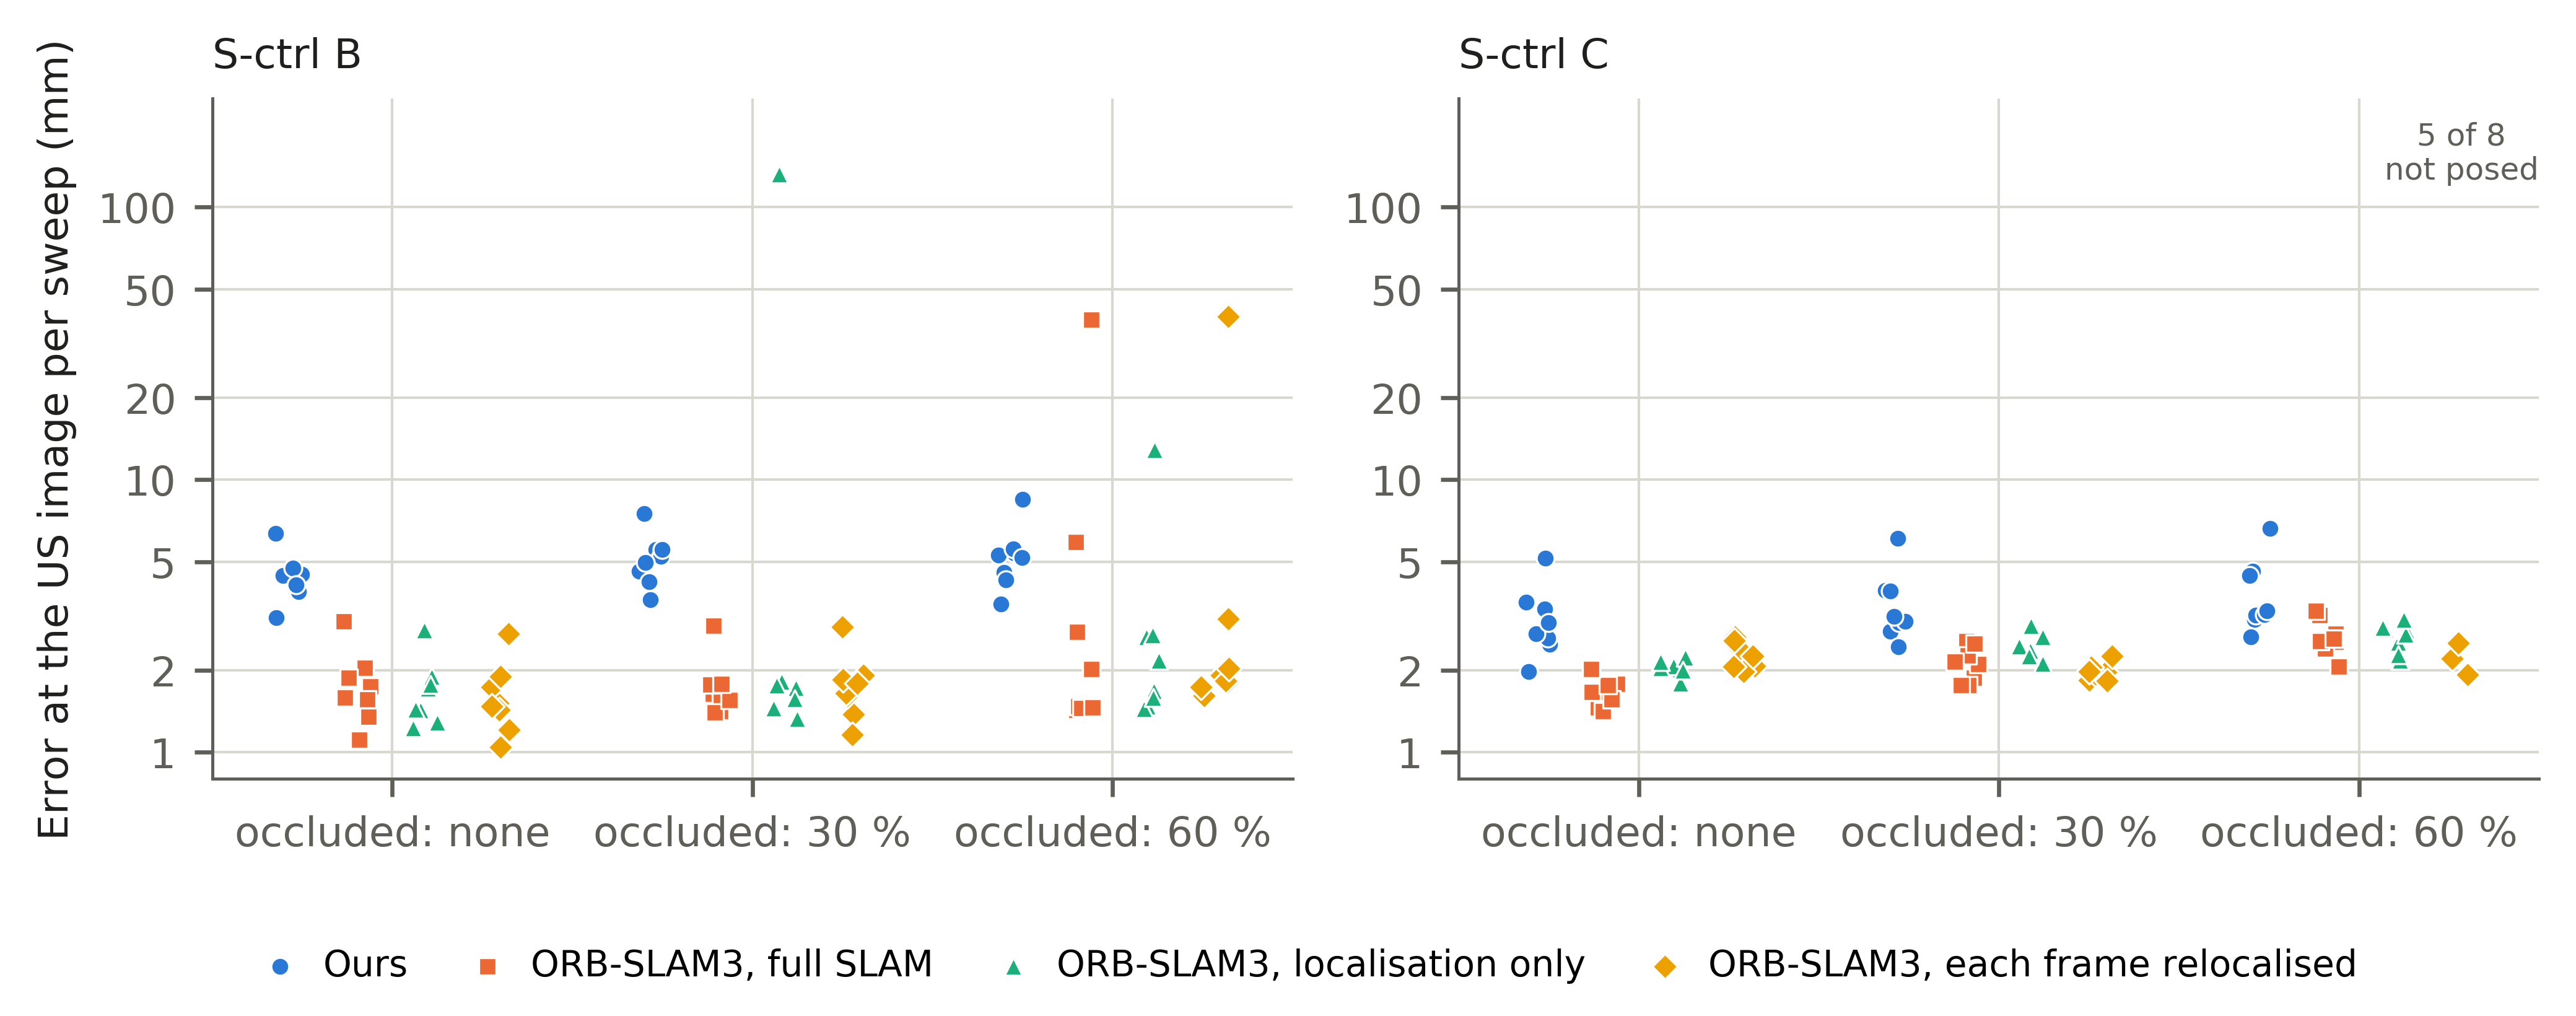 S-ctrl B
S-ctrl C
Error at the US image per sweep (mm)
100
50
20
10
5
2
1
occluded: none
occluded: 30 %
occluded: 60 %
100
50
20
10
5
2
1
5 of 8
not posed
occluded: none
occluded: 30 %
occluded: 60 %
Ours
ORB-SLAM3, full SLAM
ORB-SLAM3, localisation only
ORB-SLAM3, each frame relocalised